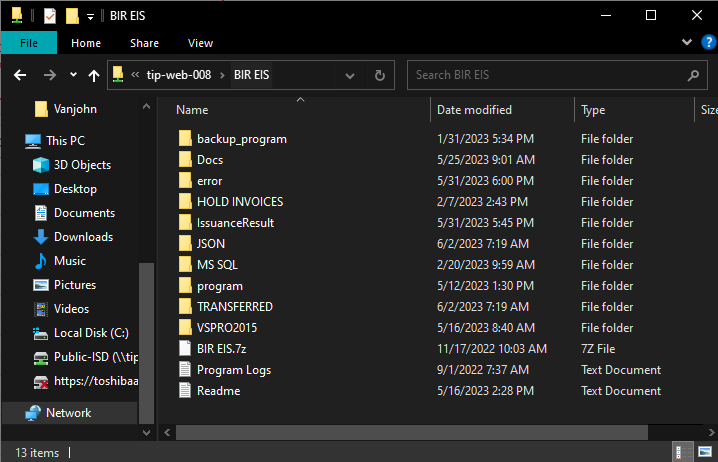 BIR EIS
File Home Share View
tip-web-008 BIR EIS Search BIR EIS
Vanjohn
This PC
3D Objects
Desktop
Documents
Downloads
Music
Pictures
Videos
Local Disk (C:)
Public-ISD (\\tip
https://toshibaa
Network
Name Date modified Type Size
backup_program 1/31/2023 5:34 PM File folder
Docs 5/25/2023 9:01 AM File folder
error 5/31/2023 6:00 PM File folder
HOLD INVOICES 2/7/2023 2:43 PM File folder
IssuanceResult 5/31/2023 5:45 PM File folder
JSON 6/2/2023 7:19 AM File folder
MS SQL 2/20/2023 9:59 AM File folder
program 5/12/2023 1:30 PM File folder
TRANSFERRED 6/2/2023 7:19 AM File folder
VSPRO2015 5/16/2023 8:40 AM File folder
BIR EIS.7z 11/17/2022 10:03 AM 7Z File
Program Logs 9/1/2022 7:37 AM Text Document
Readme 5/16/2023 2:28 PM Text Document
13 items